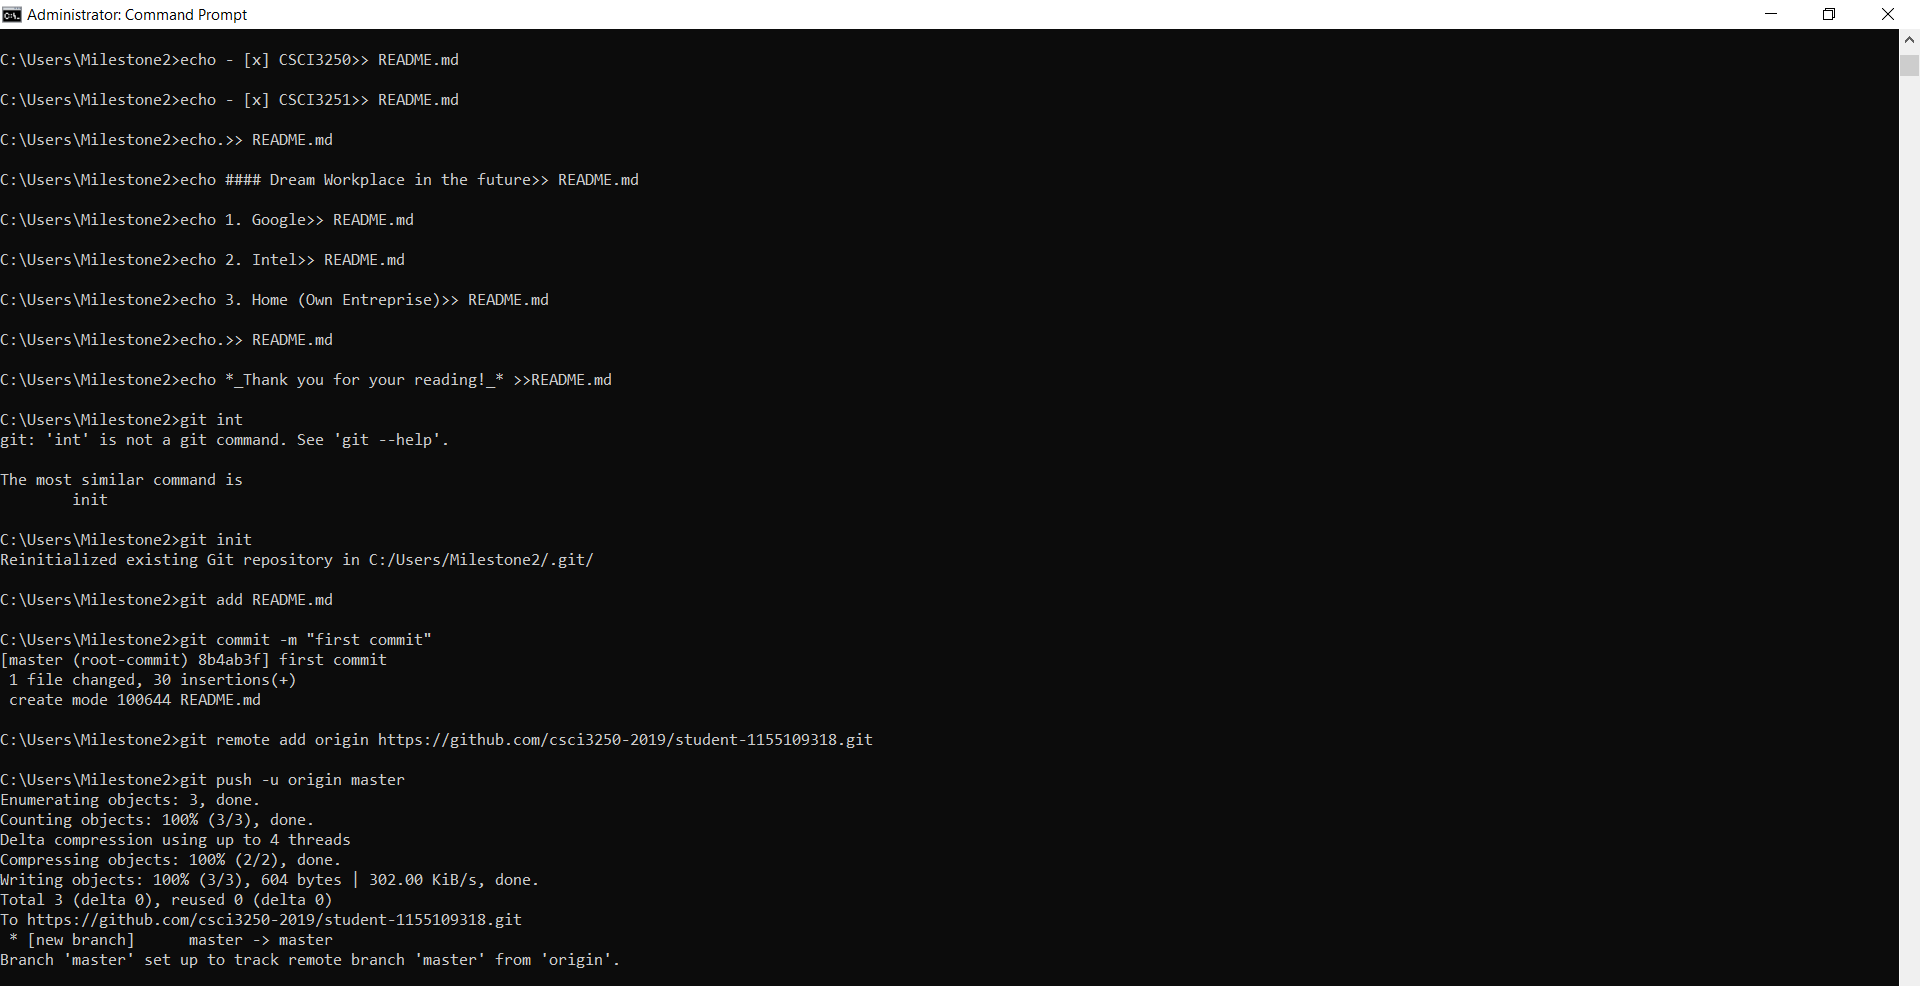 Administrator: Command Prompt
C:\Users\Milestone2>echo - [x] CSCI3250>> README.md
C:\Users\Milestone2>echo - [x] CSCI3251>> README.md
C:\Users\Milestone2>echo.>> README.md
C:\Users\Milestone2>echo #### Dream Workplace in the future>> README.md
C:\Users\Milestone2>echo 1. Google>> README.md
C:\Users\Milestone2>echo 2. Intel>> README.md
C:\Users\Milestone2>echo 3. Home (Own Entreprise)>> README.md
C:\Users\Milestone2>echo.>> README.md
C:\Users\Milestone2>echo *_Thank you for your reading!_* >>README.md
C:\Users\Milestone2>git int
git: 'int' is not a git command. See 'git --help'.
The most similar command is
        init
C:\Users\Milestone2>git init
Reinitialized existing Git repository in C:/Users/Milestone2/.git/
C:\Users\Milestone2>git add README.md
C:\Users\Milestone2>git commit -m "first commit"
[master (root-commit) 8b4ab3f] first commit
 1 file changed, 30 insertions(+)
 create mode 100644 README.md
C:\Users\Milestone2>git remote add origin https://github.com/csci3250-2019/student-1155109318.git
C:\Users\Milestone2>git push -u origin master
Enumerating objects: 3, done.
Counting objects: 100% (3/3), done.
Delta compression using up to 4 threads
Compressing objects: 100% (2/2), done.
Writing objects: 100% (3/3), 604 bytes | 302.00 KiB/s, done.
Total 3 (delta 0), reused 0 (delta 0)
To https://github.com/csci3250-2019/student-1155109318.git
 * [new branch]      master -> master
Branch 'master' set up to track remote branch 'master' from 'origin'.